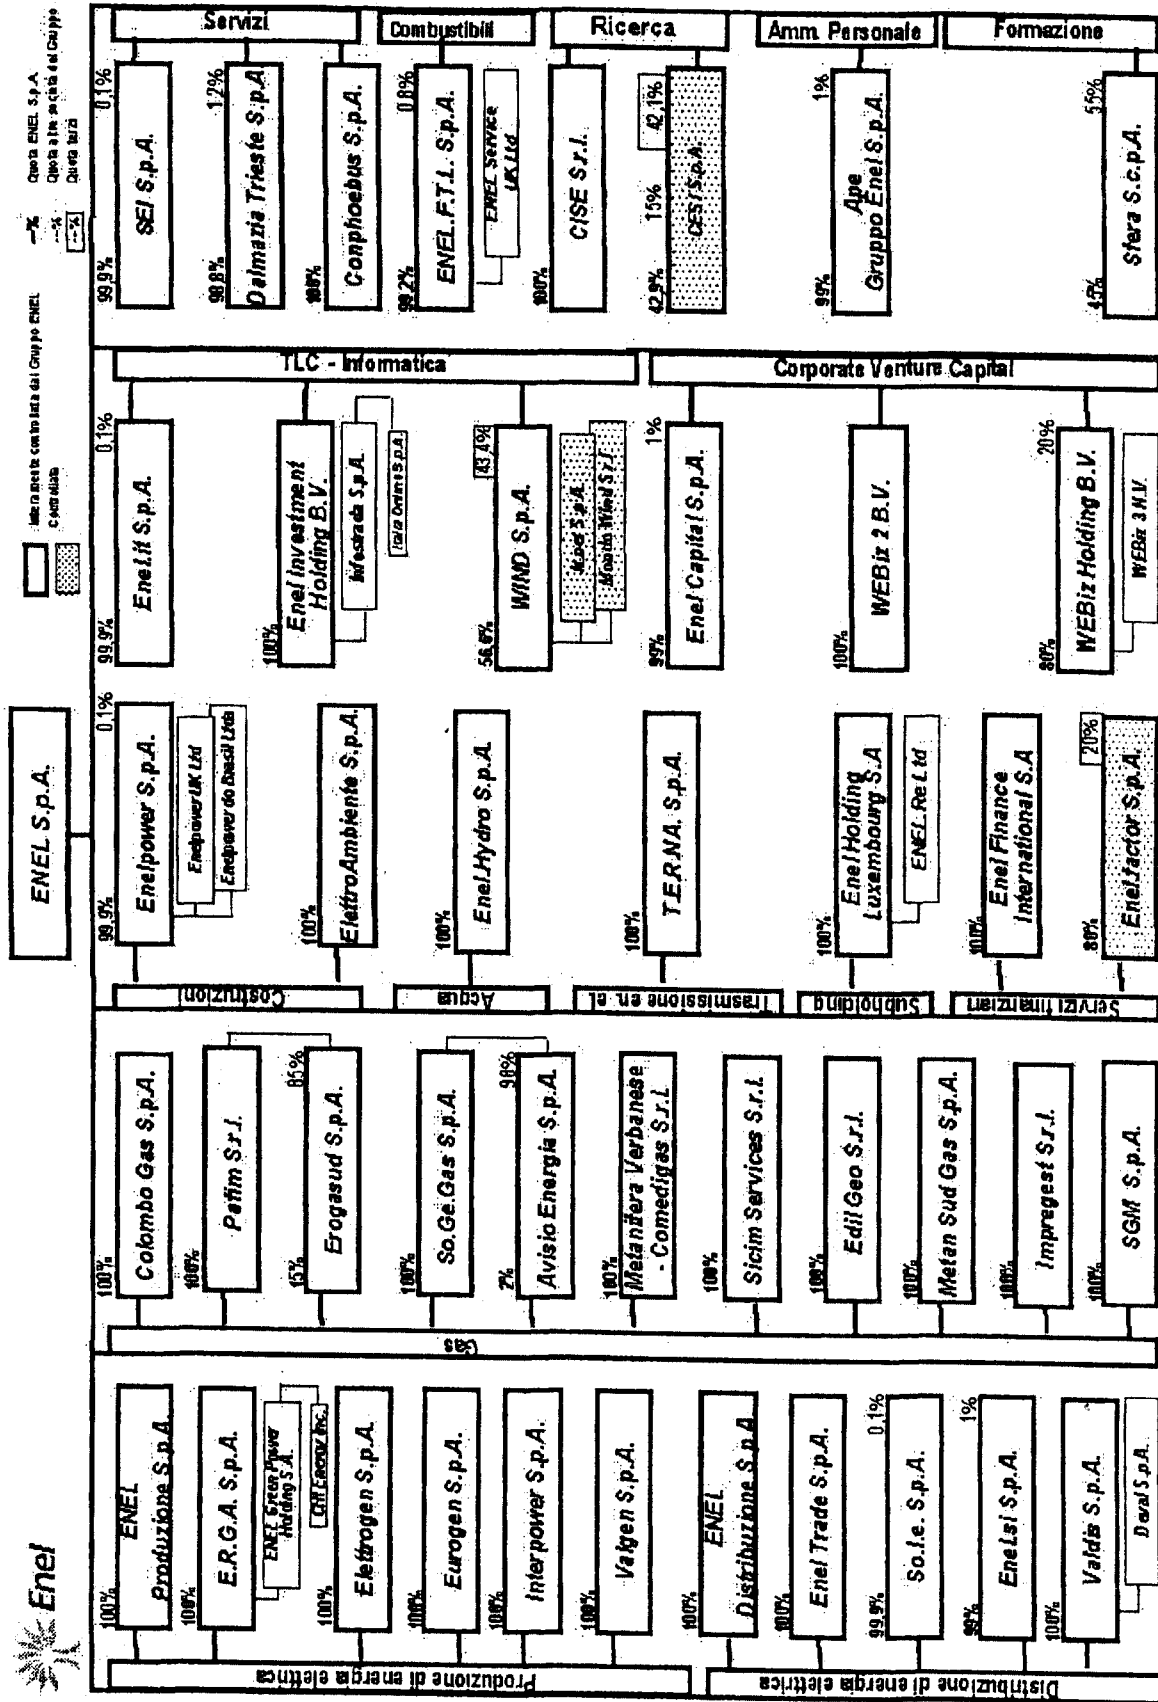 Enel
ENEL S.p.A.
Interamente controllata dal Gruppo ENEL
Controllata
--% Quota ENEL S.p.A.
--% Quota altre società del Gruppo
--% Quota terzi
Produzione di energia elettrica
100%
ENEL
Produzione S.p.A.
100%
E.R.G.A. S.p.A.
ENEL Green Power
Holding S.A.
CHI Energy Inc.
100%
Elettrogen S.p.A.
100%
Eurogen S.p.A.
100%
Interpower S.p.A.
100%
Valgen S.p.A.
Distribuzione di energia elettrica
100%
ENEL
Distribuzione S.p.A
100%
Enel Trade S.p.A.
99,9% 0,1%
So.l.e. S.p.A.
99% 1%
Enel.si S.p.A.
100%
Valdis S.p.A.
Deval S.p.A.
Gas
100%
Colombo Gas S.p.A.
100%
Pafim S.r.l.
15% 85%
Erogasud S.p.A.
100%
So.Ge.Gas S.p.A.
2% 98%
Avisio Energia S.p.A.
100%
Metanifera Verbanese
- Comedigas S.r.l.
100%
Sicim Services S.r.l.
100%
Edil Geo S.r.l.
100%
Metan Sud Gas S.p.A.
100%
Impregest S.r.l.
100%
SGM S.p.A.
Costruzioni
99,9% 0,1%
Enelpower S.p.A.
Enelpower UK Ltd
Enelpower do Brasil Ltda
100%
ElettroAmbiente S.p.A.
Acqua
100%
Enel.Hydro S.p.A.
Trasmissione en. el.
100%
T.E.R.NA. S.p.A.
Subholding
100%
Enel Holding
Luxembourg S.A
ENEL.Re Ltd
Servizi finanziari
100%
Enel Finance
International S.A
80% 20%
Enel.factor S.p.A.
TLC - Informatica
99,9% 0,1%
Enel.it S.p.A.
100%
Enel Investment
Holding B.V.
Infostrada S.p.A.
Italia Online S.p.A.
56,6% 43,4%
WIND S.p.A.
Mondo Wind S.r.l.
Corporate Venture Capital
99% 1%
Enel Capital S.p.A.
100%
WEBiz 2 B.V.
80% 20%
WEBiz Holding B.V.
WEBiz 3 N.V.
Servizi
99,9% 0,1%
SEI S.p.A.
98,8% 1,2%
Dalmazia Trieste S.p.A
100%
Conphoebus S.p.A.
Combustibili
99,2% 0,8%
ENEL.F.T.L. S.p.A.
ENEL Service
UK Ltd
Ricerca
100%
CISE S.r.l.
42,9% 15% 42,1%
CESI S.p.A.
Amm. Personale
99% 1%
Ape
Gruppo Enel S.p.A.
Formazione
45% 55%
Sfera S.c.p.A.